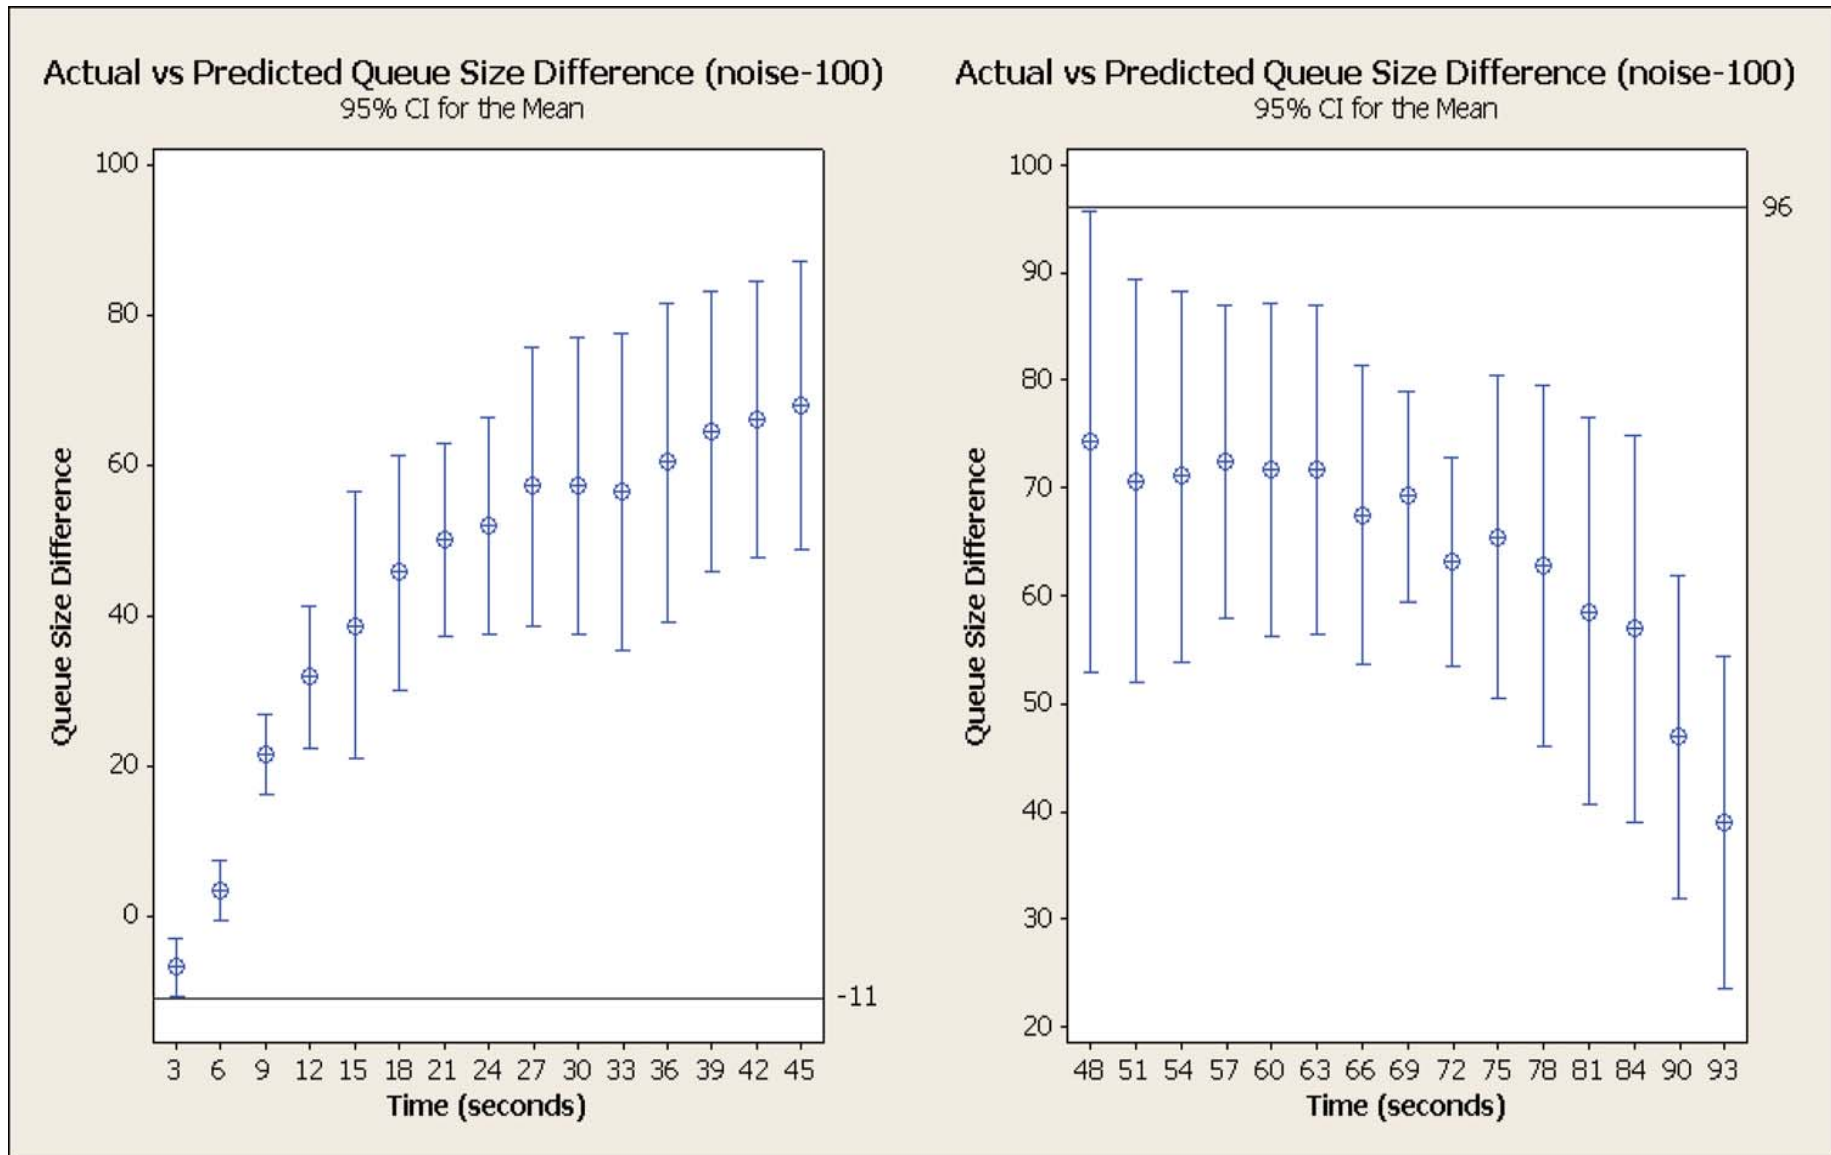 Actual vs Predicted Queue Size Difference (noise-100)
95% CI for the Mean
100
80
60
40
20
0
-11
Queue Size Difference
3 6 9 12 15 18 21 24 27 30 33 36 39 42 45
Time (seconds)
Actual vs Predicted Queue Size Difference (noise-100)
95% CI for the Mean
100
96
90
80
70
60
50
40
30
20
Queue Size Difference
48 51 54 57 60 63 66 69 72 75 78 81 84 90 93
Time (seconds)